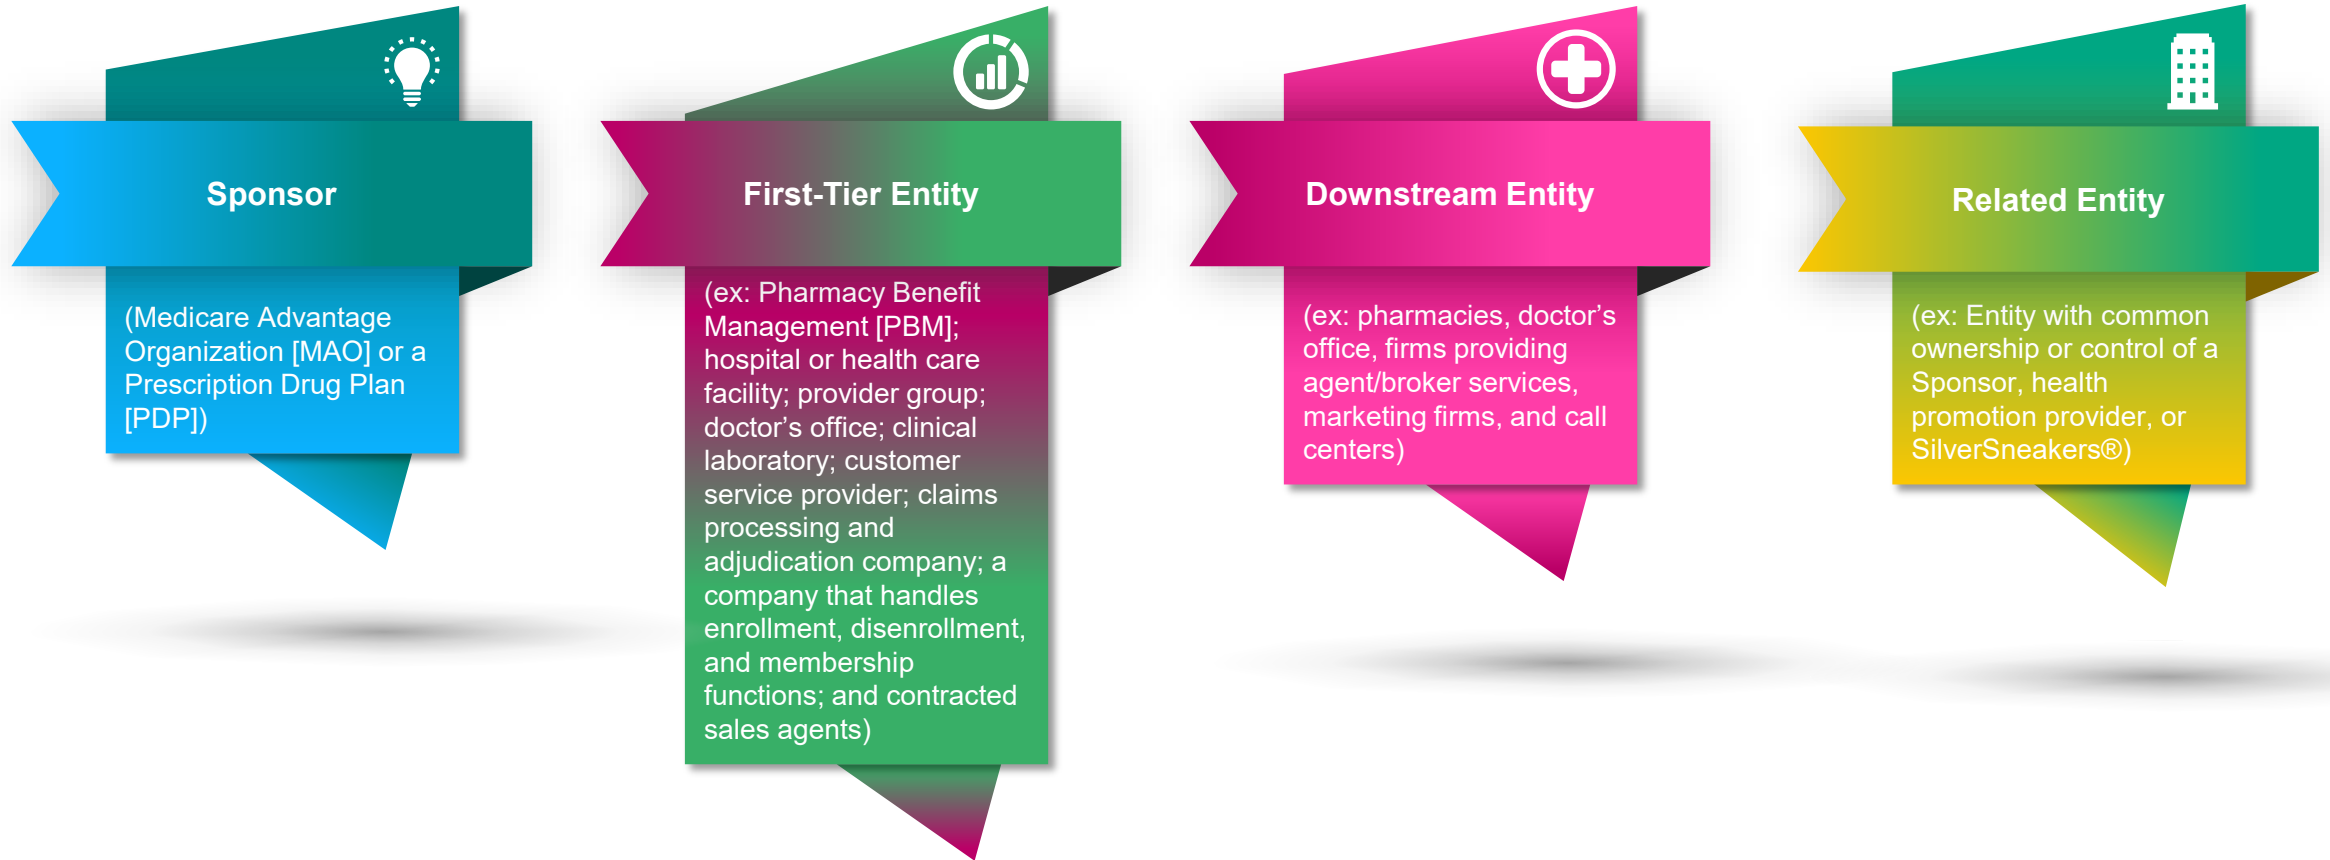 Sponsor
(Medicare Advantage
Organization [MAO] or a
Prescription Drug Plan
[PDP])
First-Tier Entity
(ex: Pharmacy Benefit
Management [PBM];
hospital or health care
facility; provider group;
doctor’s office; clinical
laboratory; customer
service provider; claims
processing and
adjudication company; a
company that handles
enrollment, disenrollment,
and membership
functions; and contracted
sales agents)
Downstream Entity
(ex: pharmacies, doctor’s
office, firms providing
agent/broker services,
marketing firms, and call
centers)
Related Entity
(ex: Entity with common
ownership or control of a
Sponsor, health
promotion provider, or
SilverSneakers®)